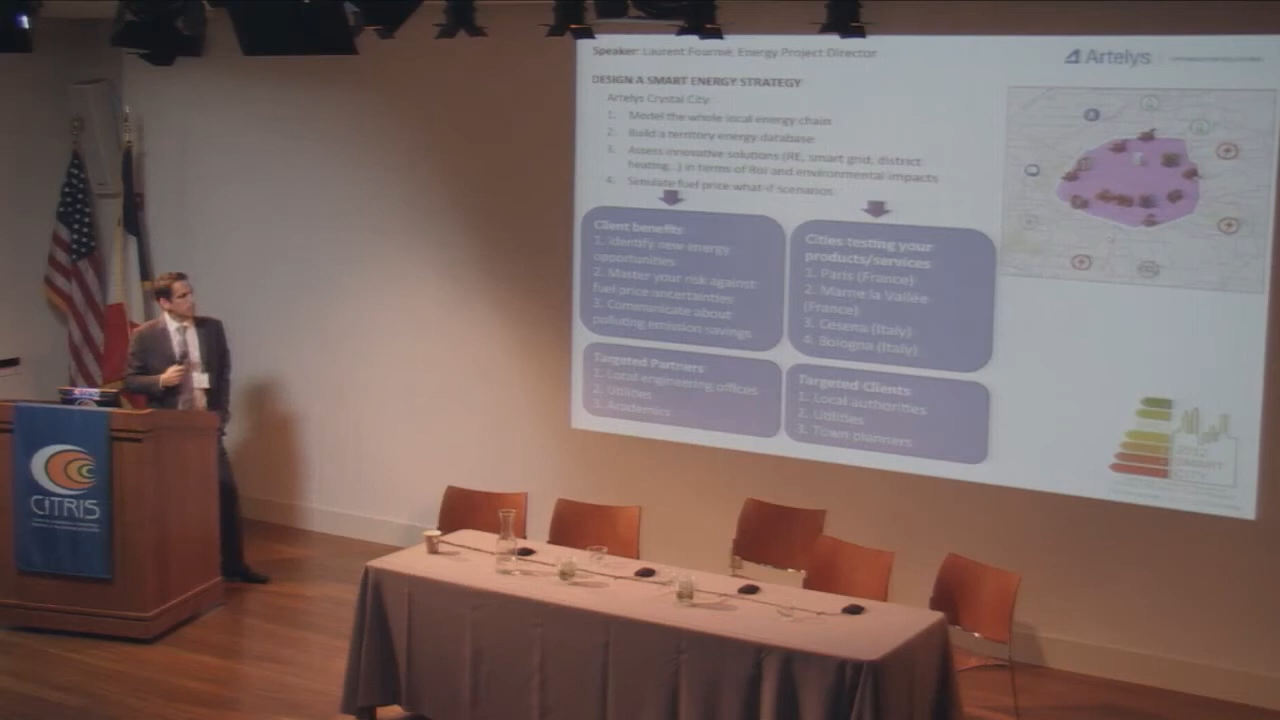 Speaker: Laurent Fournié, Energy Project Director
Artelys
DESIGN A SMART ENERGY STRATEGY
Artelys Crystal City:
1. Model the whole local energy chain
2. Build a territory energy database
3. Assess innovative solutions (RE, smart grid, district
heating...) in terms of RoI and environmental impacts
4. Simulate fuel price what-if scenarios
Client benefits
1. Identify new energy
opportunities
2. Master your risk against
fuel price uncertainties
3. Communicate about
polluting emission savings
Cities testing your
products/services
1. Paris (France)
2. Marne la Vallée
(France)
3. Cesena (Italy)
4. Bologna (Italy)
Targeted Partners
1. Local engineering offices
2. Utilities
3. Academics
Targeted Clients
1. Local authorities
2. Utilities
3. Town planners
2012
SMART
CITY
CITRIS